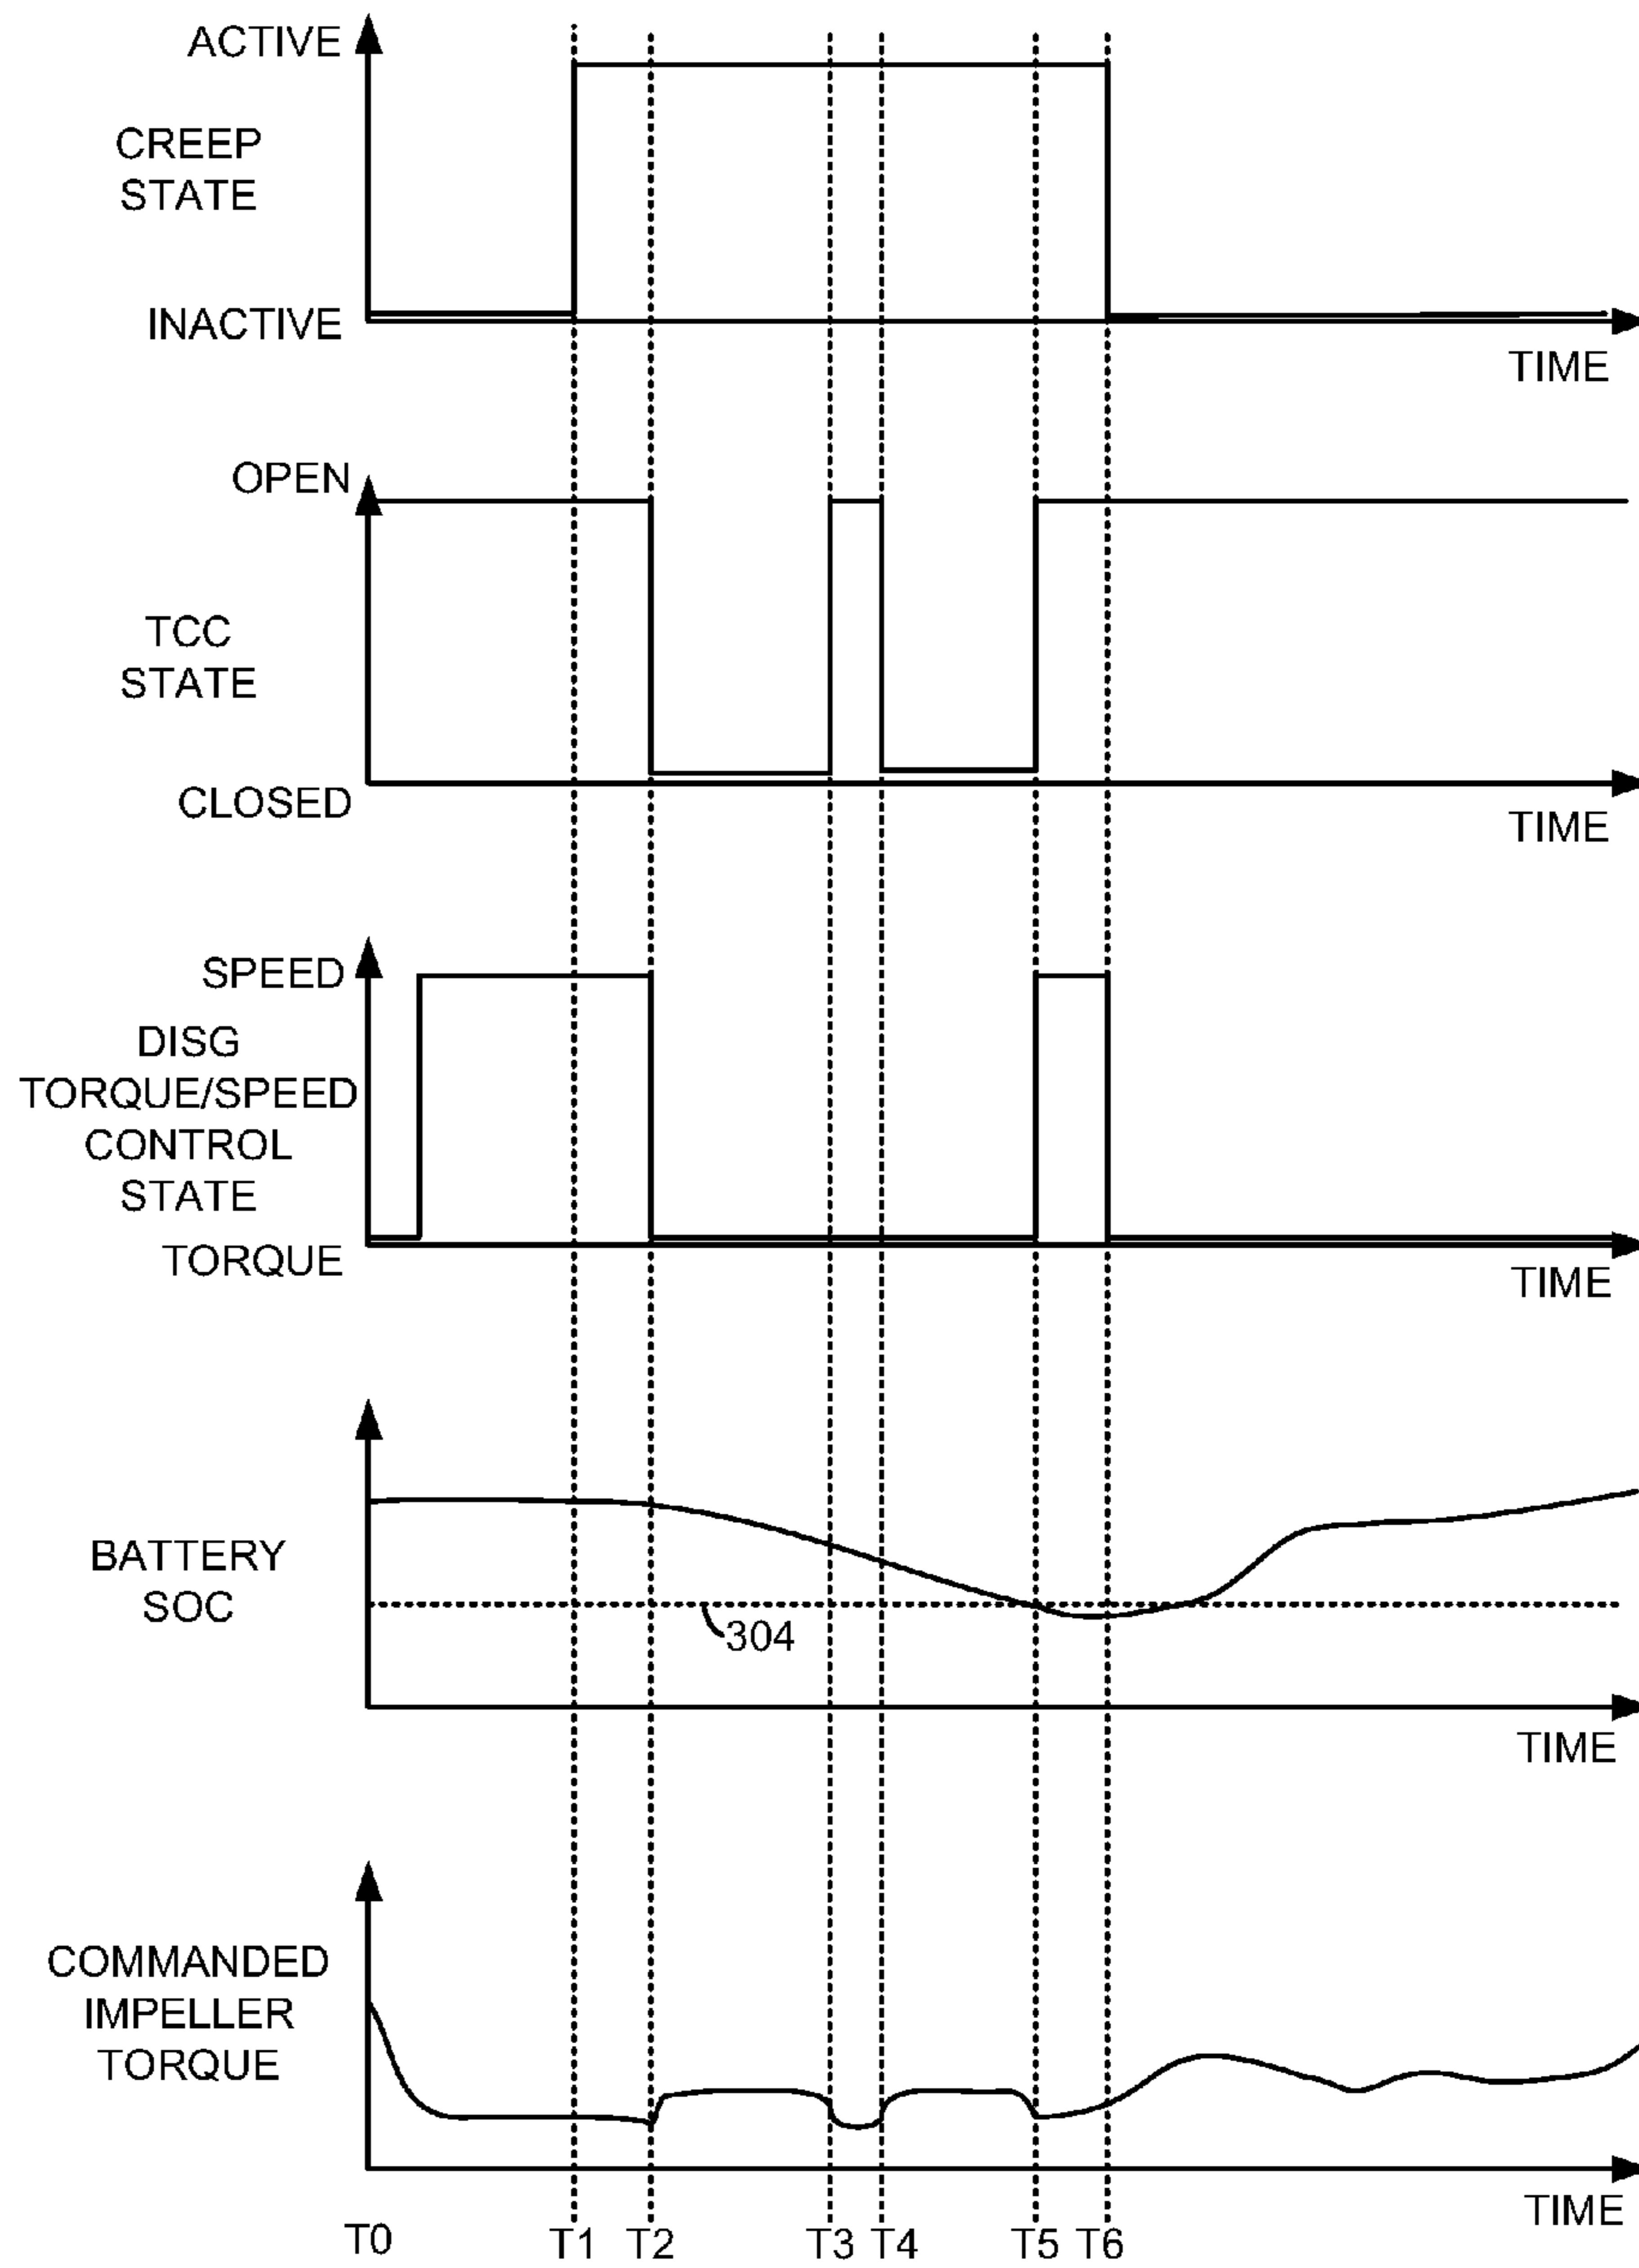 ACTIVE
CREEP
STATE
INACTIVE
TIME
OPEN
TCC
STATE
CLOSED
TIME
SPEED
DISG
TORQUE/SPEED
CONTROL
STATE
TORQUE
TIME
BATTERY
SOC
304
TIME
COMMANDED
IMPELLER
TORQUE
TIME
T0 T1 T2 T3 T4 T5 T6